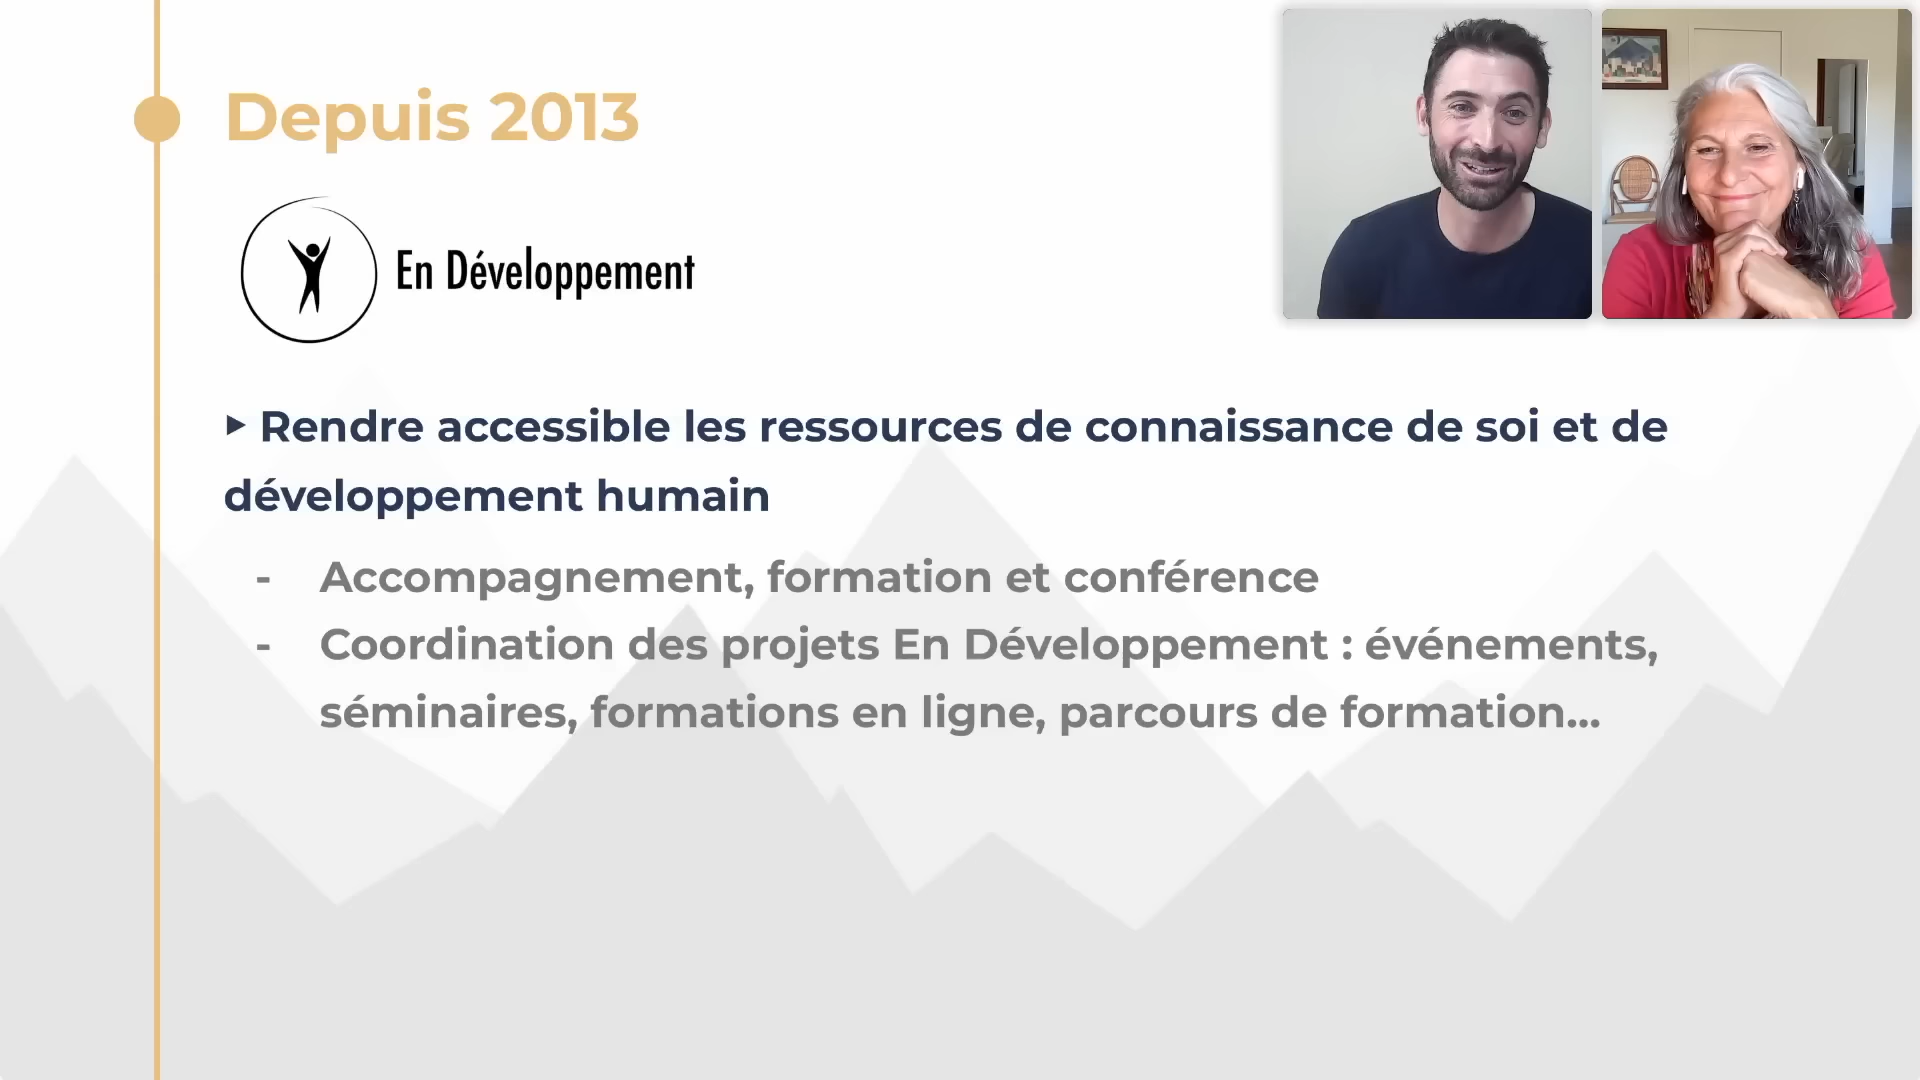 Depuis 2013
En Développement
▸ Rendre accessible les ressources de connaissance de soi et de
développement humain
- Accompagnement, formation et conférence
- Coordination des projets En Développement : événements,
séminaires, formations en ligne, parcours de formation...